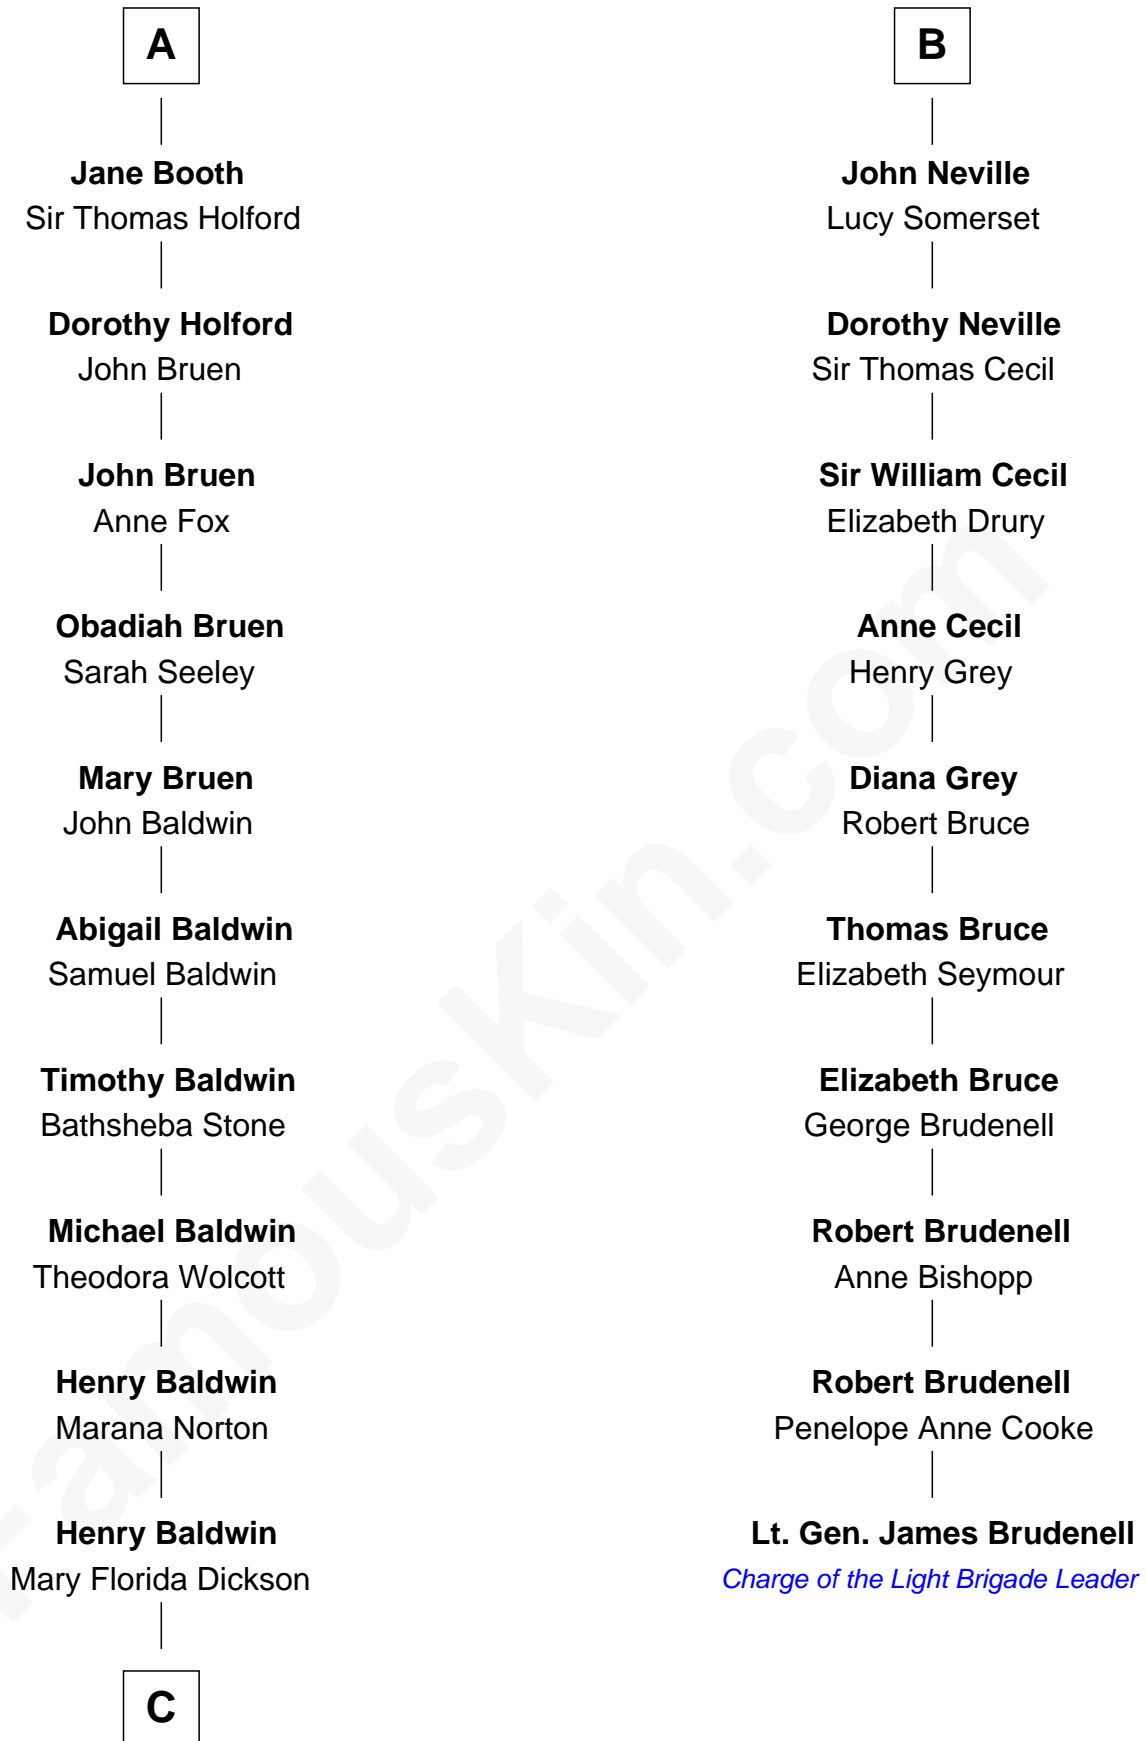 A
Jane Booth
Sir Thomas Holford
Dorothy Holford
John Bruen
John Bruen
Anne Fox
Obadiah Bruen
Sarah Seeley
Mary Bruen
John Baldwin
Abigail Baldwin
Samuel Baldwin
Timothy Baldwin
Bathsheba Stone
Michael Baldwin
Theodora Wolcott
Henry Baldwin
Marana Norton
Henry Baldwin
Mary Florida Dickson
C
B
John Neville
Lucy Somerset
Dorothy Neville
Sir Thomas Cecil
Sir William Cecil
Elizabeth Drury
Anne Cecil
Henry Grey
Diana Grey
Robert Bruce
Thomas Bruce
Elizabeth Seymour
Elizabeth Bruce
George Brudenell
Robert Brudenell
Anne Bishopp
Robert Brudenell
Penelope Anne Cooke
Lt. Gen. James Brudenell
Charge of the Light Brigade Leader
FamousKin.com